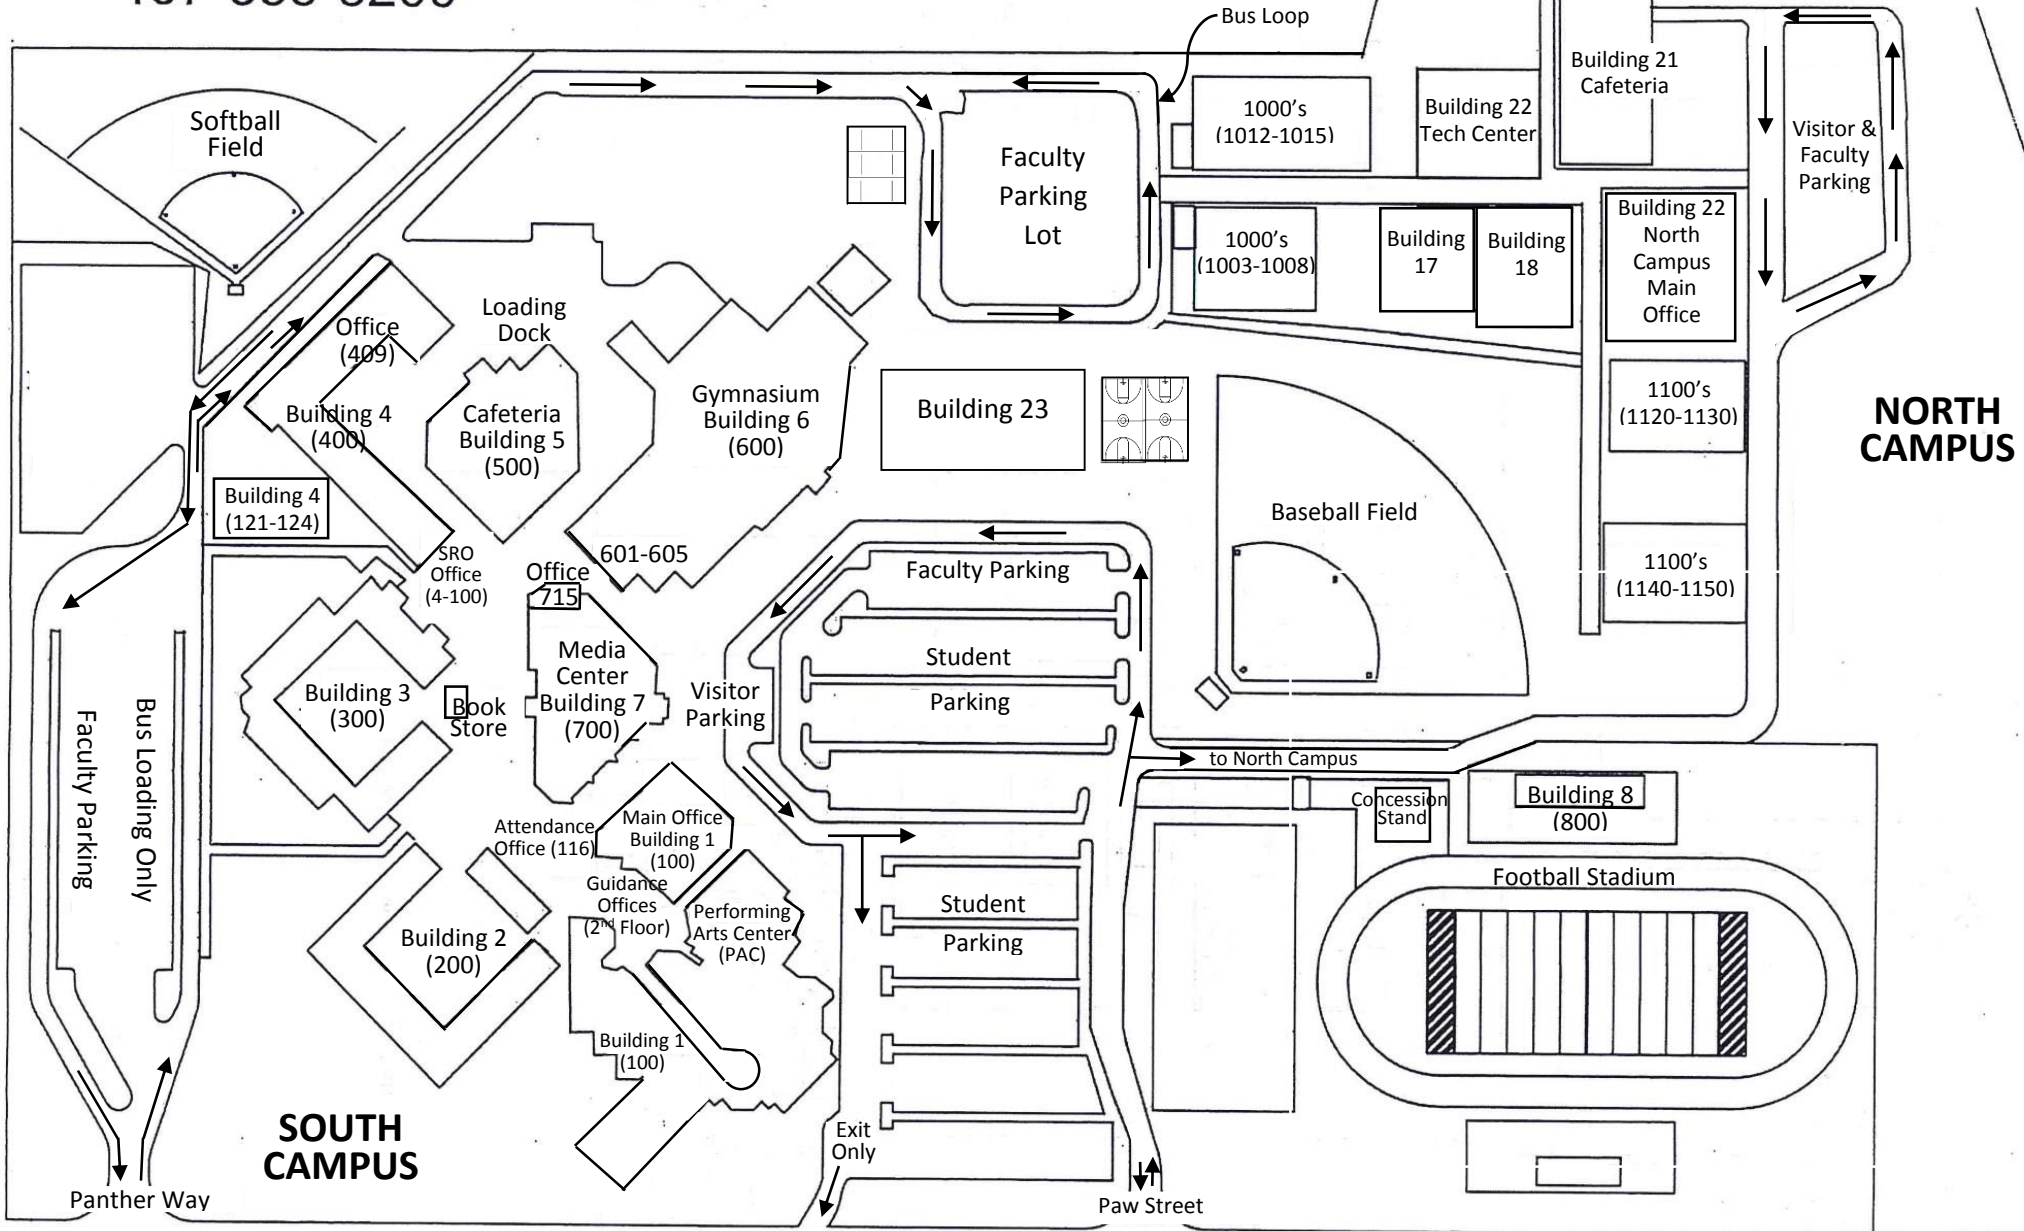 Bus Loop
Building 21
Cafeteria
1000's
(1012-1015)
Building 22
Tech Center
Visitor &
Faculty
Parking
Softball
Field
Faculty
Parking
Lot
Building 22
North
Campus
Main
Office
1000's
(1003-1008)
Building
17
Building
18
Loading
Dock
Office
(409)
Building 4
(400)
Cafeteria
Building 5
(500)
Gymnasium
Building 6
(600)
Building 23
1100's
(1120-1130)
NORTH
CAMPUS
Building 4
(121-124)
Baseball Field
SRO
Office
(4-100)
601-605
Office
715
Faculty Parking
1100's
(1140-1150)
Student
Parking
Media
Center
Building 7
(700)
Visitor
Parking
Building 3
(300)
Book
Store
Faculty Parking
Bus Loading Only
to North Campus
Concession
Stand
Building 8
(800)
Attendance
Office (116)
Main Office
Building 1
(100)
Football Stadium
Guidance
Offices
(2nd Floor)
Performing
Arts Center
(PAC)
Student
Parking
Building 2
(200)
Building 1
(100)
SOUTH
CAMPUS
Exit
Only
Panther Way
Paw Street